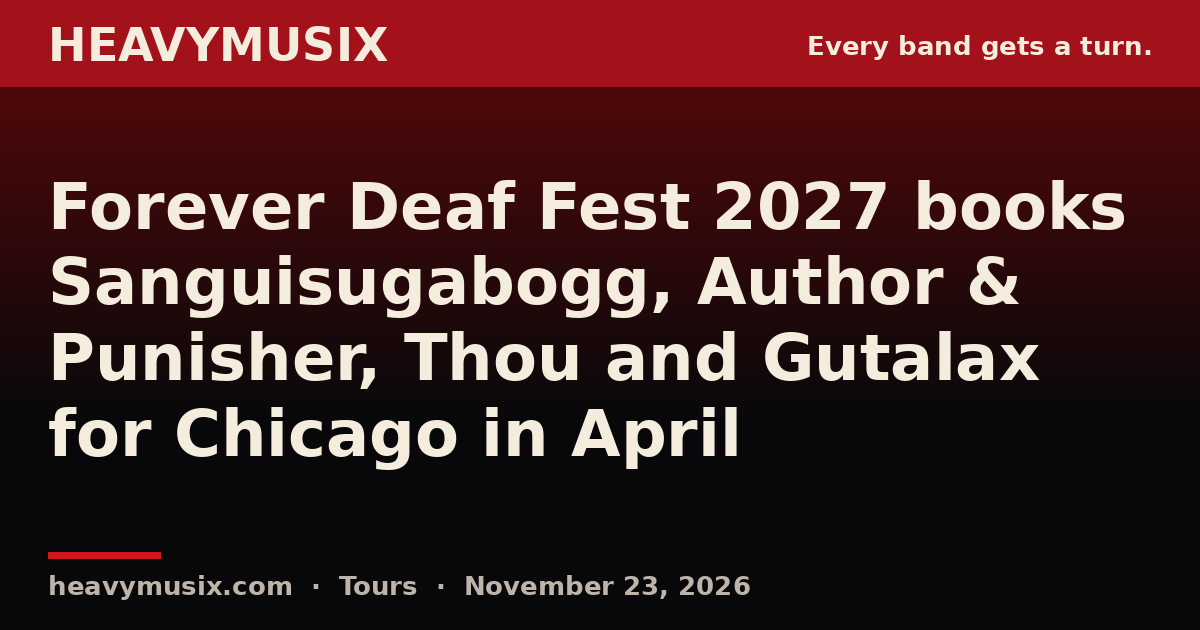 HEAVYMUSIX
Every band gets a turn.
Forever Deaf Fest 2027 books
Sanguisugabogg, Author &
Punisher, Thou and Gutalax
for Chicago in April
heavymusix.com · Tours · November 23, 2026